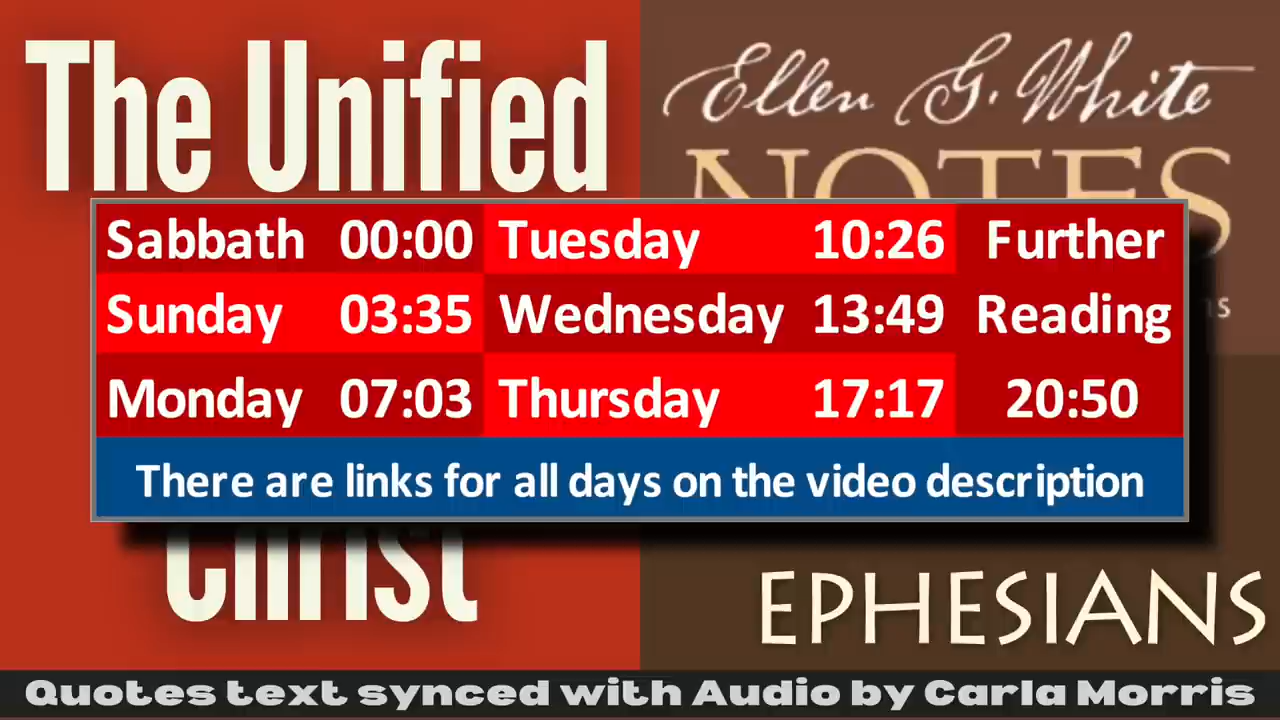 The Unified
Ellen G. White
NOTES
Sabbath 00:00 Tuesday 10:26 Further
Sunday 03:35 Wednesday 13:49 Reading
Monday 07:03 Thursday 17:17 20:50
There are links for all days on the video description
Christ
EPHESIANS
Quotes text synced with Audio by Carla Morris